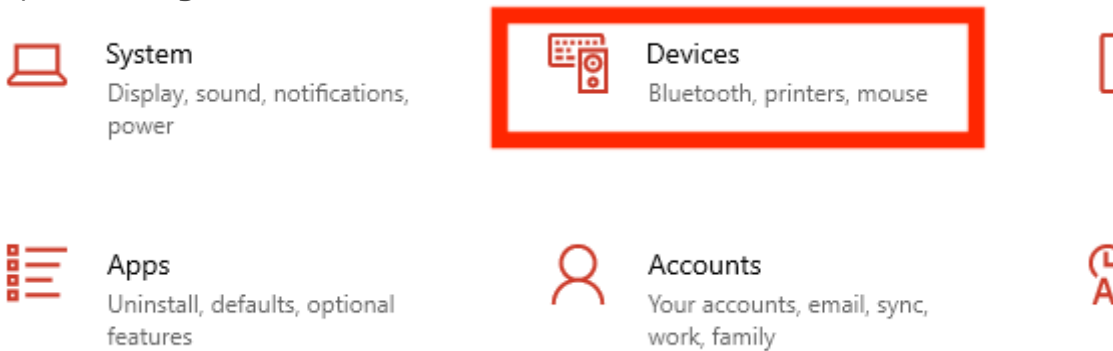 System
Display, sound, notifications,
power
Devices
Bluetooth, printers, mouse
Apps
Uninstall, defaults, optional
features
Accounts
Your accounts, email, sync,
work, family